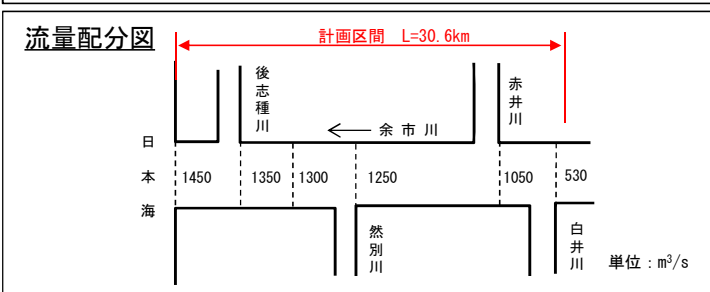 流量配分図
計画区間 L=30.6km
後志種川
赤井川
余市川
日本海
1450 1350 1300 1250 1050 530
然別川
白井川
単位：m³/s